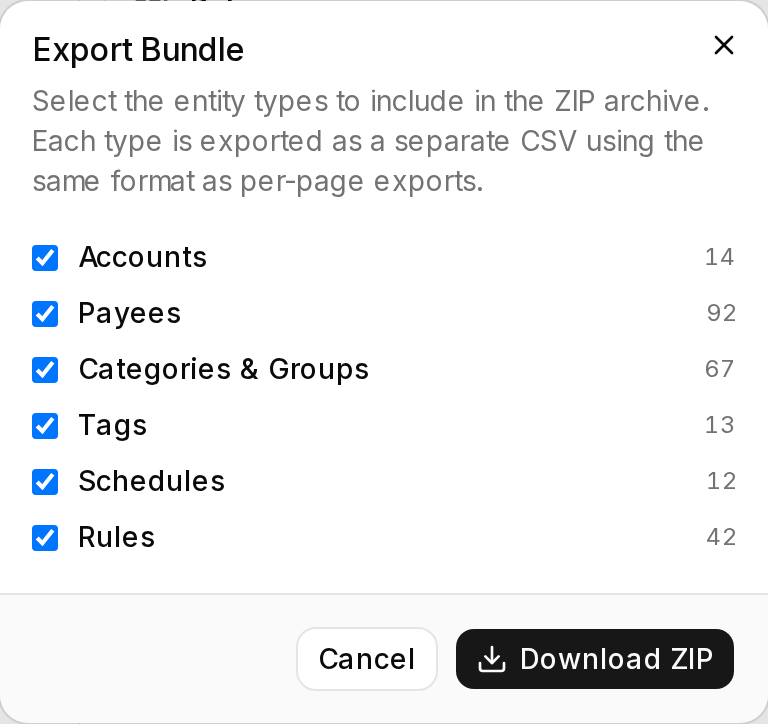 Export Bundle
Select the entity types to include in the ZIP archive.
Each type is exported as a separate CSV using the
same format as per-page exports.
Accounts 14
Payees 92
Categories & Groups 67
Tags 13
Schedules 12
Rules 42
Cancel Download ZIP